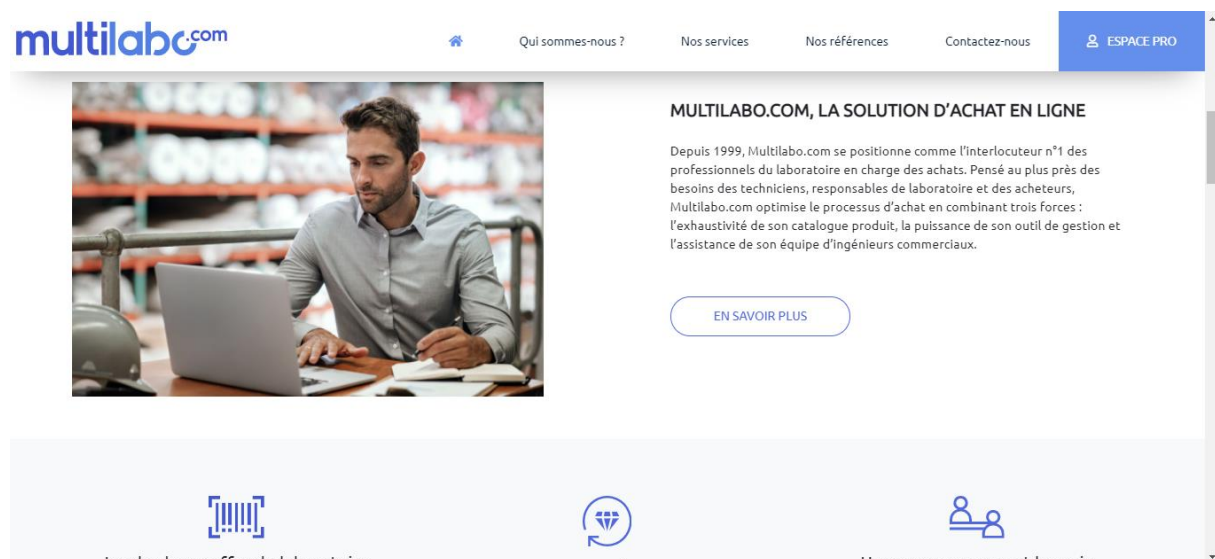 multilabo.com
Qui sommes-nous ?
Nos services
Nos références
Contactez-nous
ESPACE PRO
MULTILABO.COM, LA SOLUTION D’ACHAT EN LIGNE
Depuis 1999, Multilabo.com se positionne comme l’interlocuteur n°1 des
professionnels du laboratoire en charge des achats. Pensé au plus près des
besoins des techniciens, responsables de laboratoire et des acheteurs,
Multilabo.com optimise le processus d’achat en combinant trois forces :
l’exhaustivité de son catalogue produit, la puissance de son outil de gestion et
l’assistance de son équipe d’ingénieurs commerciaux.
EN SAVOIR PLUS